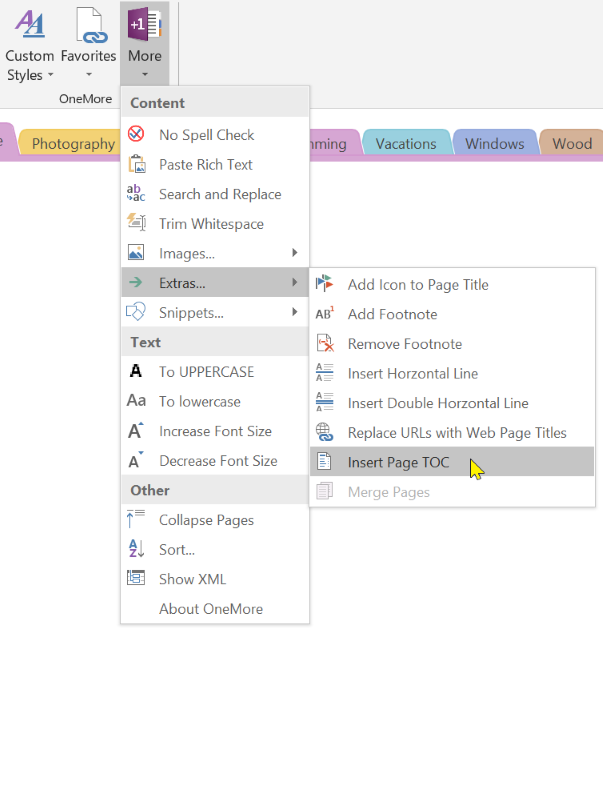 Custom Styles
Favorites
More
OneMore
Photography
mming
Vacations
Windows
Wood
Content
No Spell Check
Paste Rich Text
Search and Replace
Trim Whitespace
Images...
Extras...
Snippets...
Text
To UPPERCASE
To lowercase
Increase Font Size
Decrease Font Size
Other
Collapse Pages
Sort...
Show XML
About OneMore
Add Icon to Page Title
Add Footnote
Remove Footnote
Insert Horzontal Line
Insert Double Horzontal Line
Replace URLs with Web Page Titles
Insert Page TOC
Merge Pages